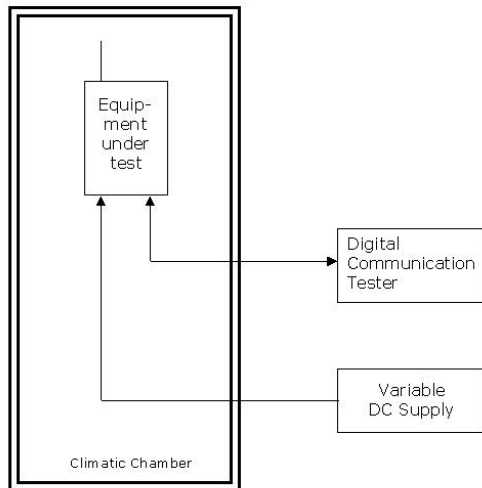 Equip-
ment
under
test
Digital
Communication
Tester
Variable
DC Supply
Climatic Chamber